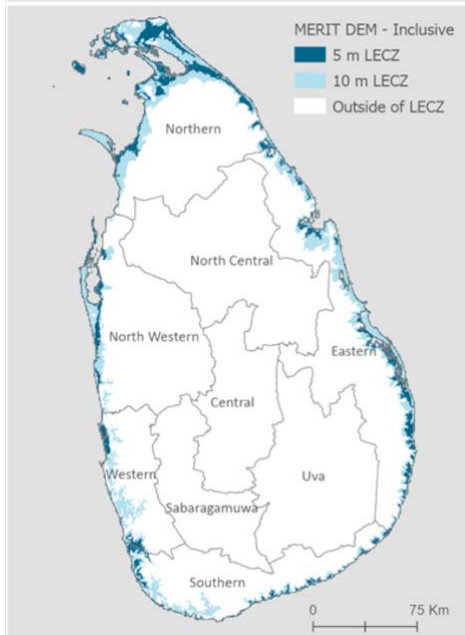 MERIT DEM - Inclusive
5 m LECZ
10 m LECZ
Outside of LECZ
Northern
North Central
North Western
Eastern
Central
Western
Uva
Sabaragamuwa
Southern
0 75 Km